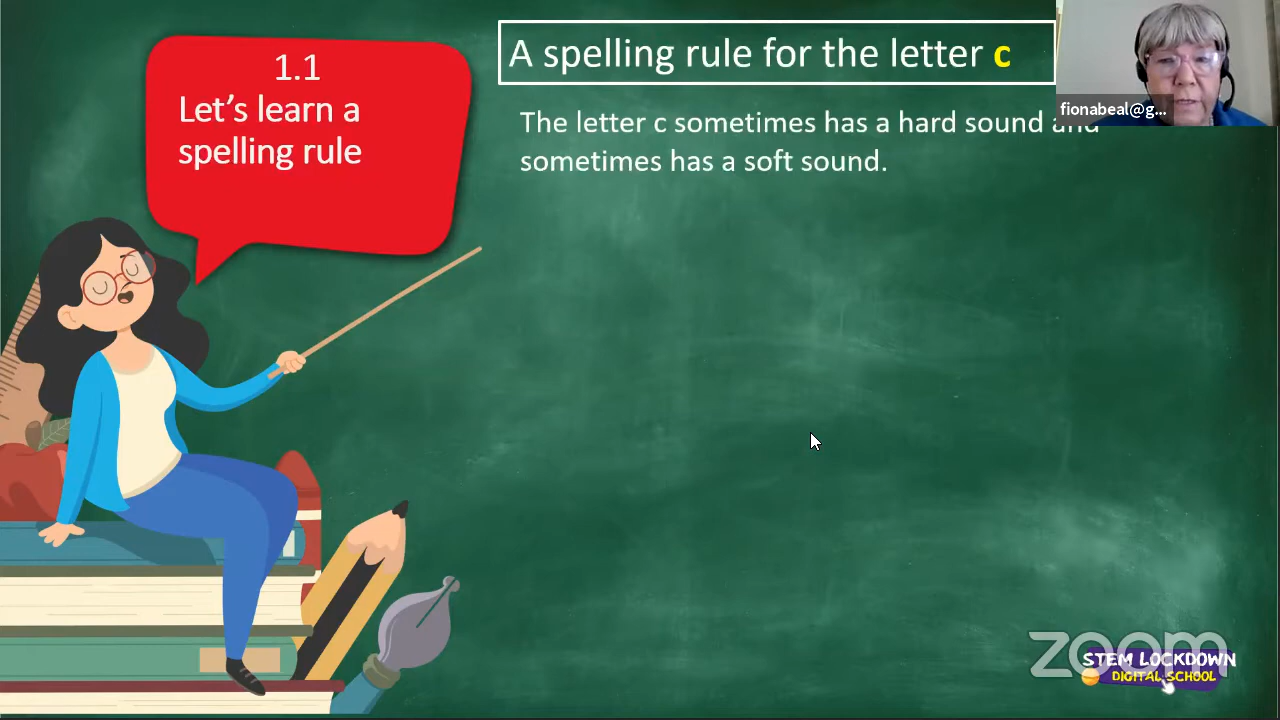 1.1
Let's learn a
spelling rule
A spelling rule for the letter c
The letter c sometimes has a hard sound and
sometimes has a soft sound.
fionabeal@g...
zoom
STEM LOCKDOWN
DIGITAL SCHOOL